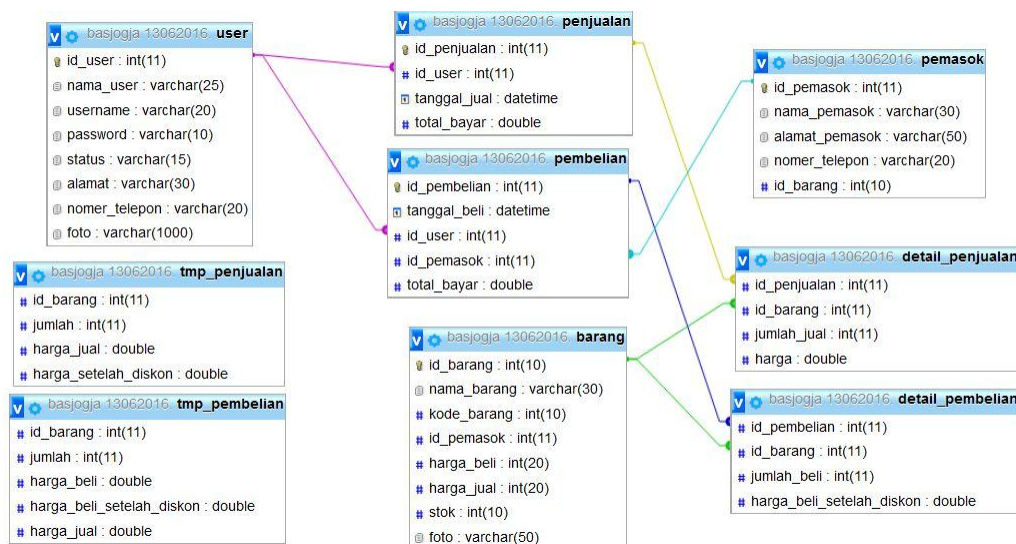 basjogja 13062016. user
id_user : int(11)
nama_user : varchar(25)
username : varchar(20)
password : varchar(10)
status : varchar(15)
alamat : varchar(30)
nomer_telepon : varchar(20)
foto : varchar(1000)
basjogja 13062016. tmp_penjualan
id_barang : int(11)
jumlah : int(11)
harga_jual : double
harga_setelah_diskon : double
basjogja 13062016. tmp_pembelian
id_barang : int(11)
jumlah : int(11)
harga_beli : double
harga_beli_setelah_diskon : double
harga_jual : double
basjogja 13062016. penjualan
id_penjualan : int(11)
id_user : int(11)
tanggal_jual : datetime
total_bayar : double
basjogja 13062016. pembelian
id_pembelian : int(11)
tanggal_beli : datetime
id_user : int(11)
id_pemasok : int(11)
total_bayar : double
basjogja 13062016. barang
id_barang : int(10)
nama_barang : varchar(30)
kode_barang : int(10)
id_pemasok : int(11)
harga_beli : int(20)
harga_jual : int(20)
stok : int(10)
foto : varchar(50)
basjogja 13062016. pemasok
id_pemasok : int(11)
nama_pemasok : varchar(30)
alamat_pemasok : varchar(50)
nomer_telepon : varchar(20)
id_barang : int(10)
basjogja 13062016. detail_penjualan
id_penjualan : int(11)
id_barang : int(11)
jumlah_jual : int(11)
harga : double
basjogja 13062016. detail_pembelian
id_pembelian : int(11)
id_barang : int(11)
jumlah_beli : int(11)
harga_beli_setelah_diskon : double